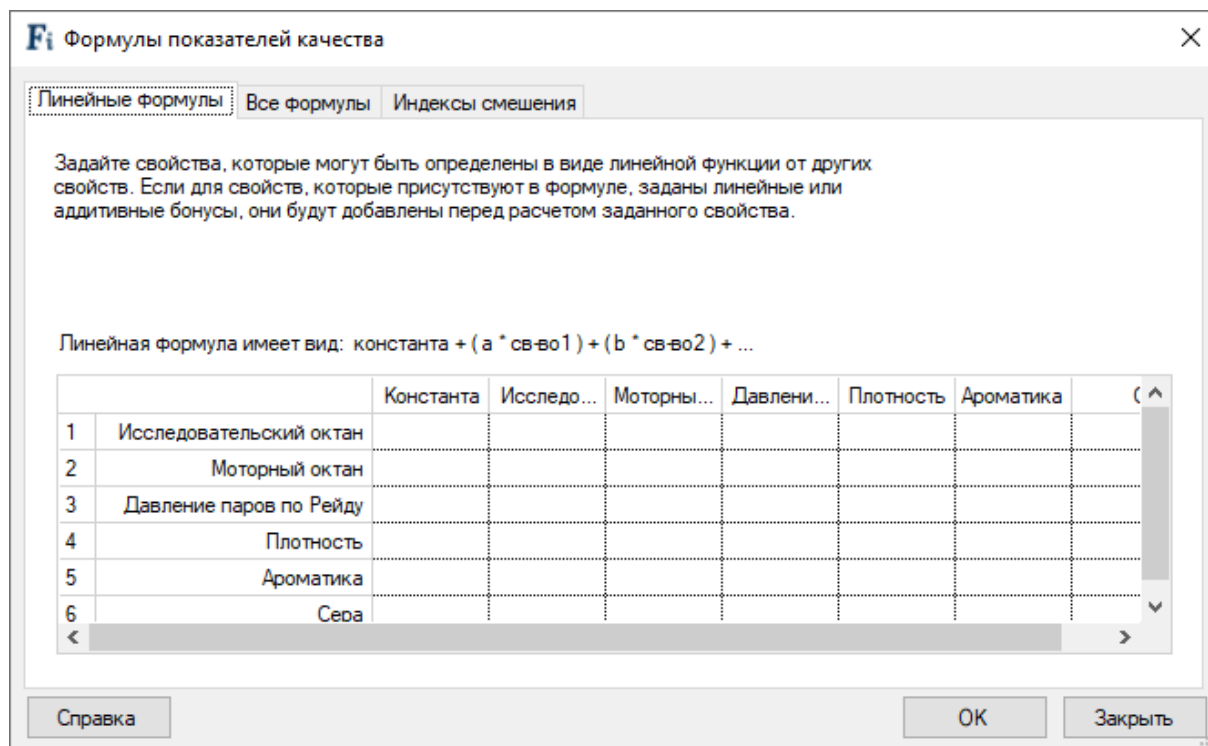 Fi Формулы показателей качества
Линейные формулы Все формулы Индексы смешения
Задайте свойства, которые могут быть определены в виде линейной функции от других
свойств. Если для свойств, которые присутствуют в формуле, заданы линейные или
аддитивные бонусы, они будут добавлены перед расчетом заданного свойства.
Линейная формула имеет вид: константа + ( a * св-во1 ) + ( b * св-во2 ) + ...
Константа Исследо... Моторны... Давлени... Плотность Ароматика
1 Исследовательский октан
2 Моторный октан
3 Давление паров по Рейду
4 Плотность
5 Ароматика
6 Сера
Справка OK Закрыть